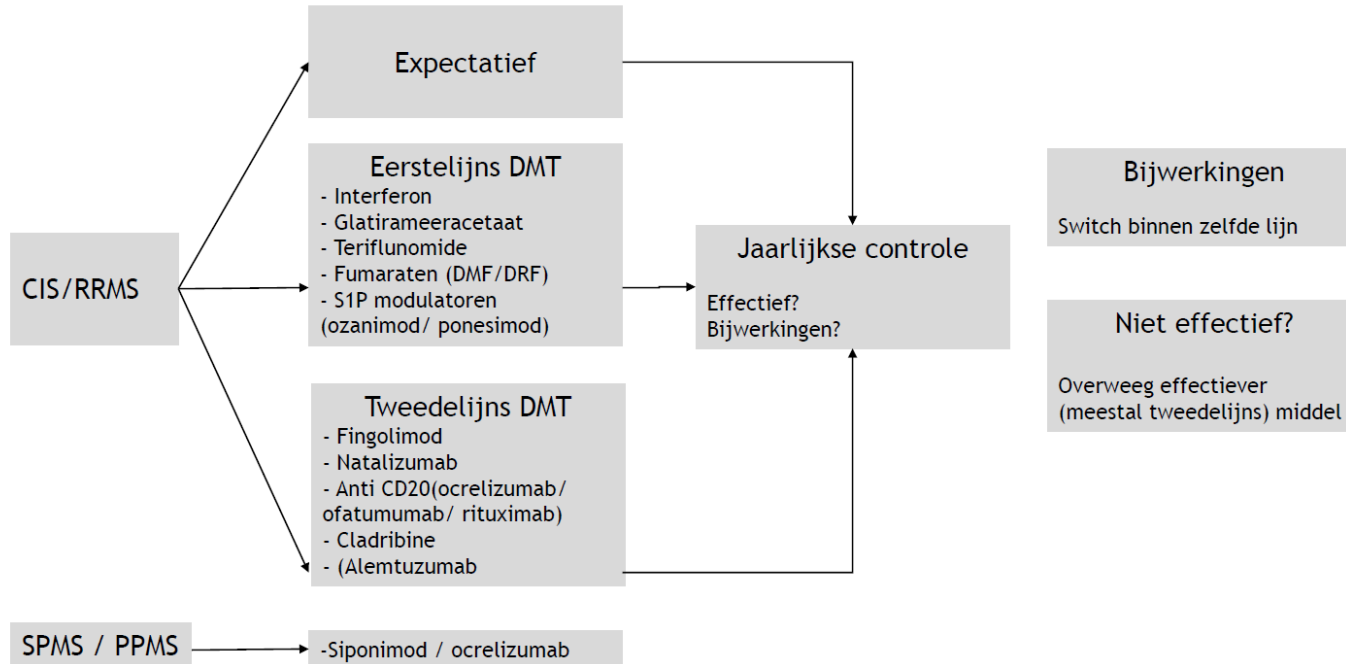 Expectatief
Eerstelijns DMT
- Interferon
- Glatirameeracetaat
- Teriflunomide
- Fumaraten (DMF/DRF)
- S1P modulatoren
(ozanimod/ ponesimod)
CIS/RRMS
Tweedelijns DMT
- Fingolimod
- Natalizumab
- Anti CD20(ocrelizumab/
ofatumumab/ rituximab)
- Cladribine
- (Alemtuzumab
Jaarlijkse controle
Effectief?
Bijwerkingen?
Bijwerkingen
Switch binnen zelfde lijn
Niet effectief?
Overweeg effectiever
(meestal tweedelijns) middel
SPMS / PPMS
-Siponimod / ocrelizumab